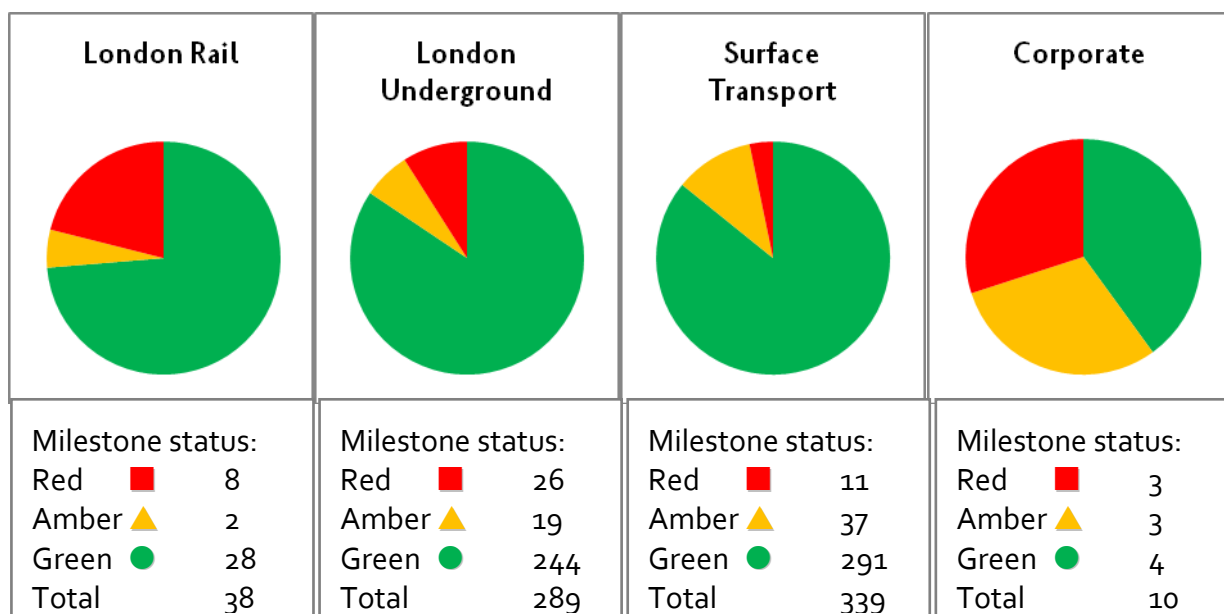 London Rail
London
Underground
Surface
Transport
Corporate
Milestone status:
Red 8
Amber 2
Green 28
Total 38
Milestone status:
Red 26
Amber 19
Green 244
Total 289
Milestone status:
Red 11
Amber 37
Green 291
Total 339
Milestone status:
Red 3
Amber 3
Green 4
Total 10